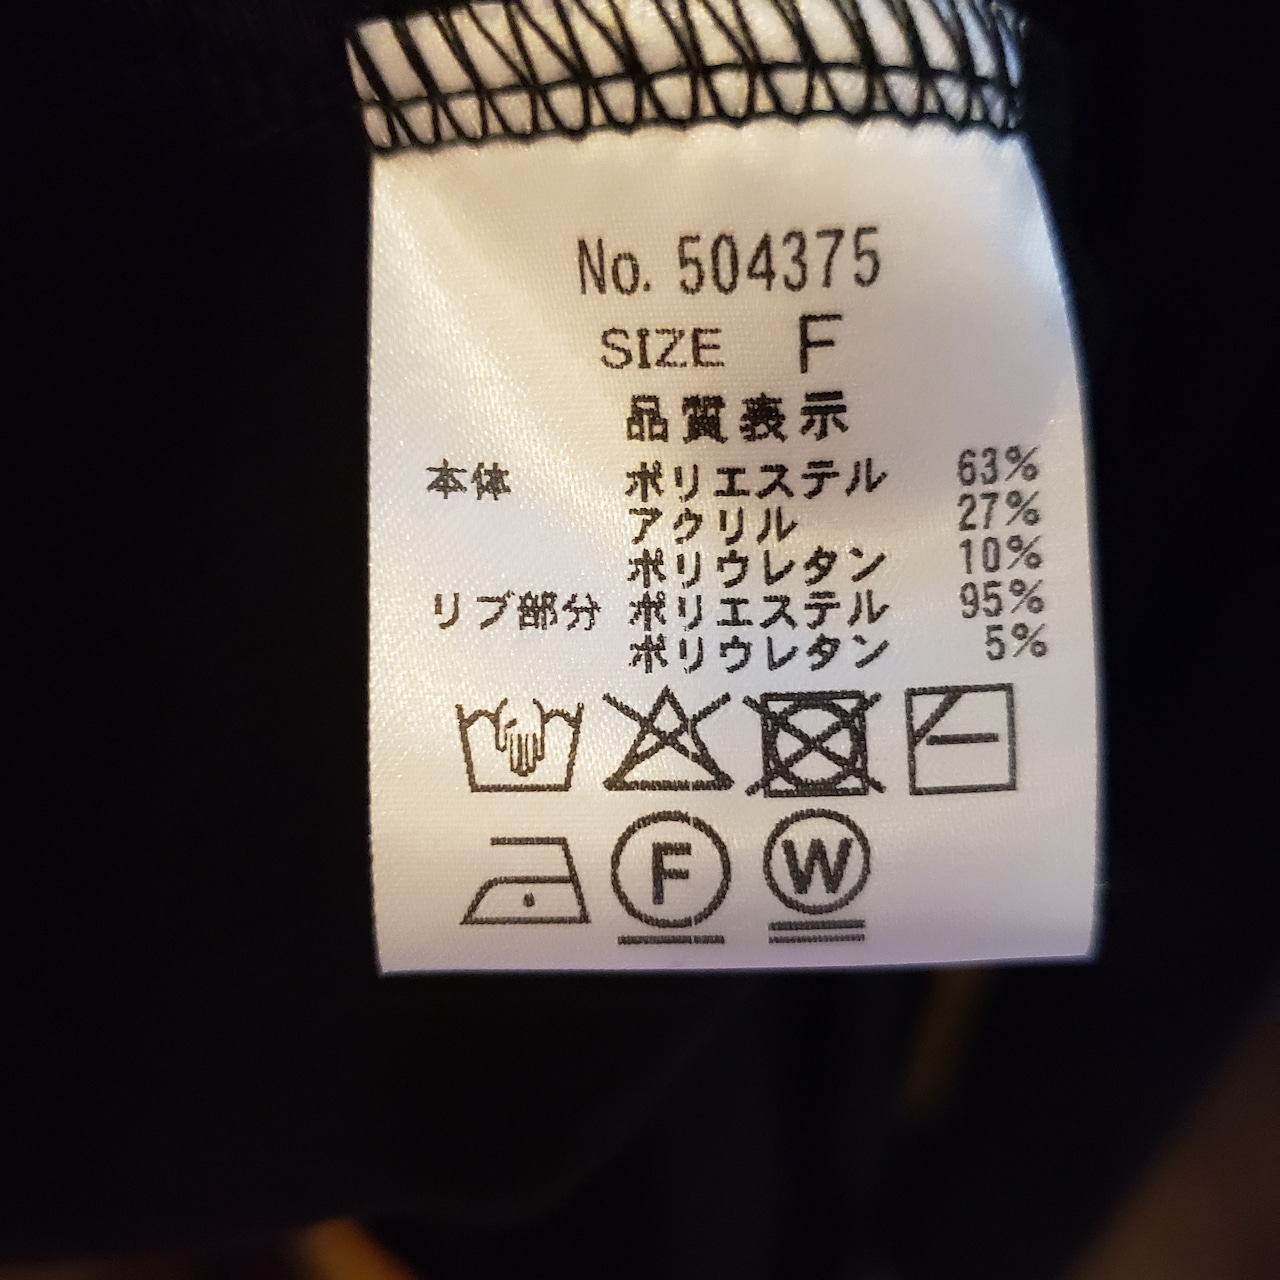 No. 504375
SIZE F
品質表示
本体 ポリエステル 63%
アクリル 27%
ポリウレタン 10%
リブ部分 ポリエステル 95%
ポリウレタン 5%
F W